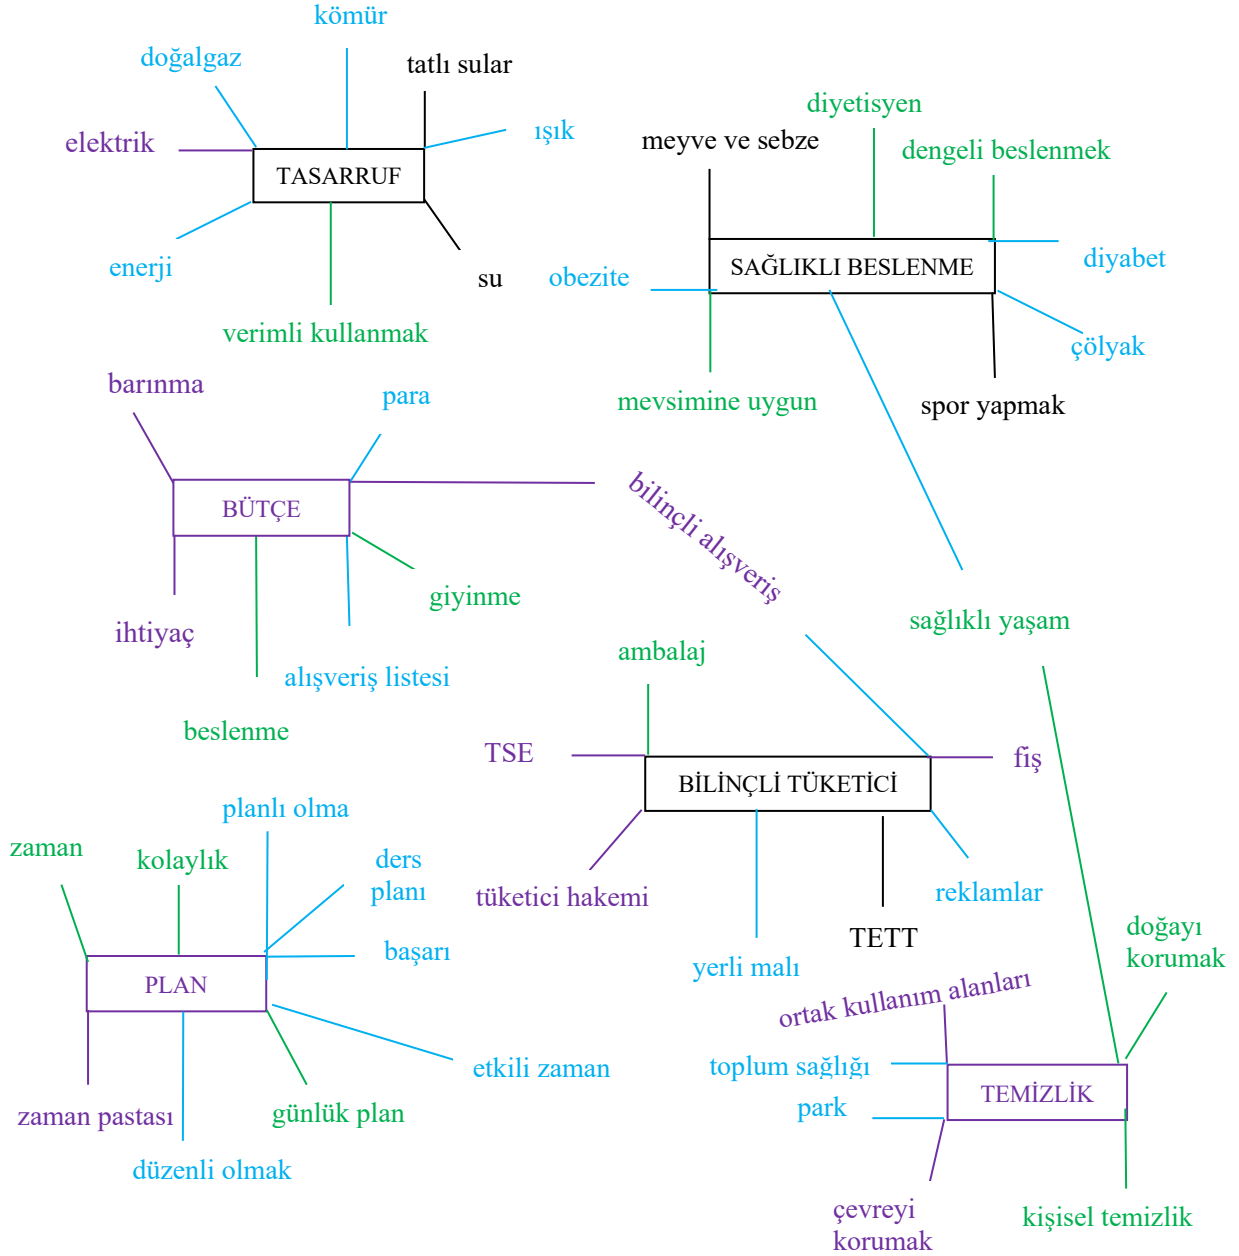 kömür
doğalgaz
tatlı sular
elektrik
ışık
TASARRUF
enerji
su
verimli kullanmak
diyetisyen
meyve ve sebze
dengeli beslenmek
SAĞLIKLI BESLENME
diyabet
obezite
çölyak
mevsimine uygun
spor yapmak
barınma
para
bilinçli alışveriş
BÜTÇE
giyinme
ihtiyaç
alışveriş listesi
beslenme
sağlıklı yaşam
ambalaj
TSE
fiş
BİLİNÇLİ TÜKETİCİ
tüketici hakemi
reklamlar
TETT
yerli malı
planlı olma
zaman
kolaylık
ders
planı
başarı
PLAN
etkili zaman
zaman pastası
günlük plan
düzenli olmak
doğayı
korumak
ortak kullanım alanları
toplum sağlığı
TEMİZLİK
park
çevreyi
korumak
kişisel temizlik